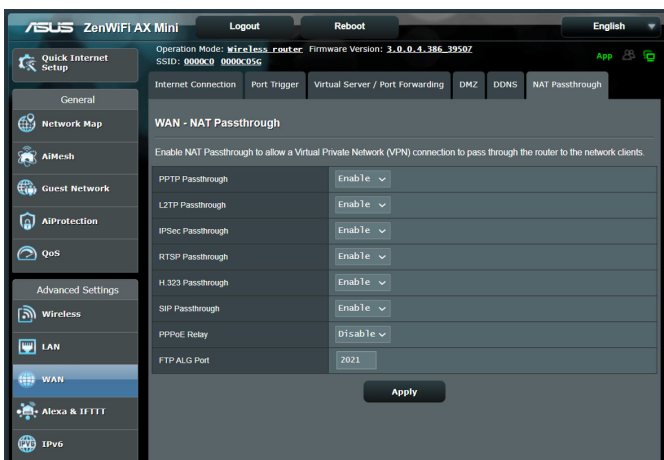 ASUS ZenWiFi AX Mini Logout Reboot English
Quick Internet Setup
Operation Mode: Wireless router Firmware Version: 3.0.0.4.386_39507
SSID: 0000C0 0000C05G
App
General
Network Map
AiMesh
Guest Network
AiProtection
QoS
Advanced Settings
Wireless
LAN
WAN
Alexa & IFTTT
IPv6
Internet Connection Port Trigger Virtual Server / Port Forwarding DMZ DDNS NAT Passthrough
WAN - NAT Passthrough
Enable NAT Passthrough to allow a Virtual Private Network (VPN) connection to pass through the router to the network clients.
PPTP Passthrough Enable
L2TP Passthrough Enable
IPSec Passthrough Enable
RTSP Passthrough Enable
H.323 Passthrough Enable
SIP Passthrough Enable
PPPoE Relay Disable
FTP ALG Port 2021
Apply